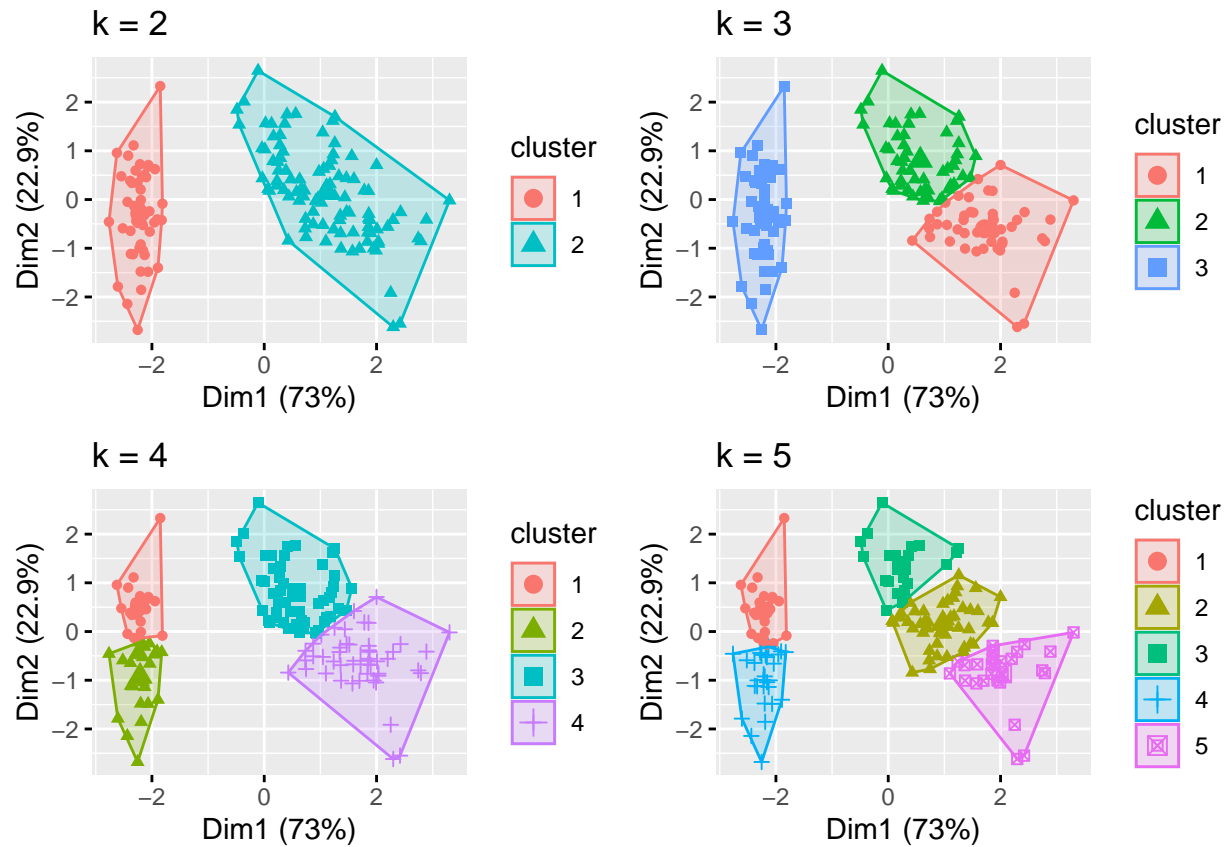 k = 2
Dim2 (22.9%)
2
1
0
−1
−2
−2
0
2
Dim1 (73%)
cluster
1
2
k = 3
Dim2 (22.9%)
2
1
0
−1
−2
−2
0
2
Dim1 (73%)
cluster
1
2
3
k = 4
Dim2 (22.9%)
2
1
0
−1
−2
−2
0
2
Dim1 (73%)
cluster
1
2
3
4
k = 5
Dim2 (22.9%)
2
1
0
−1
−2
−2
0
2
Dim1 (73%)
cluster
1
2
3
4
5